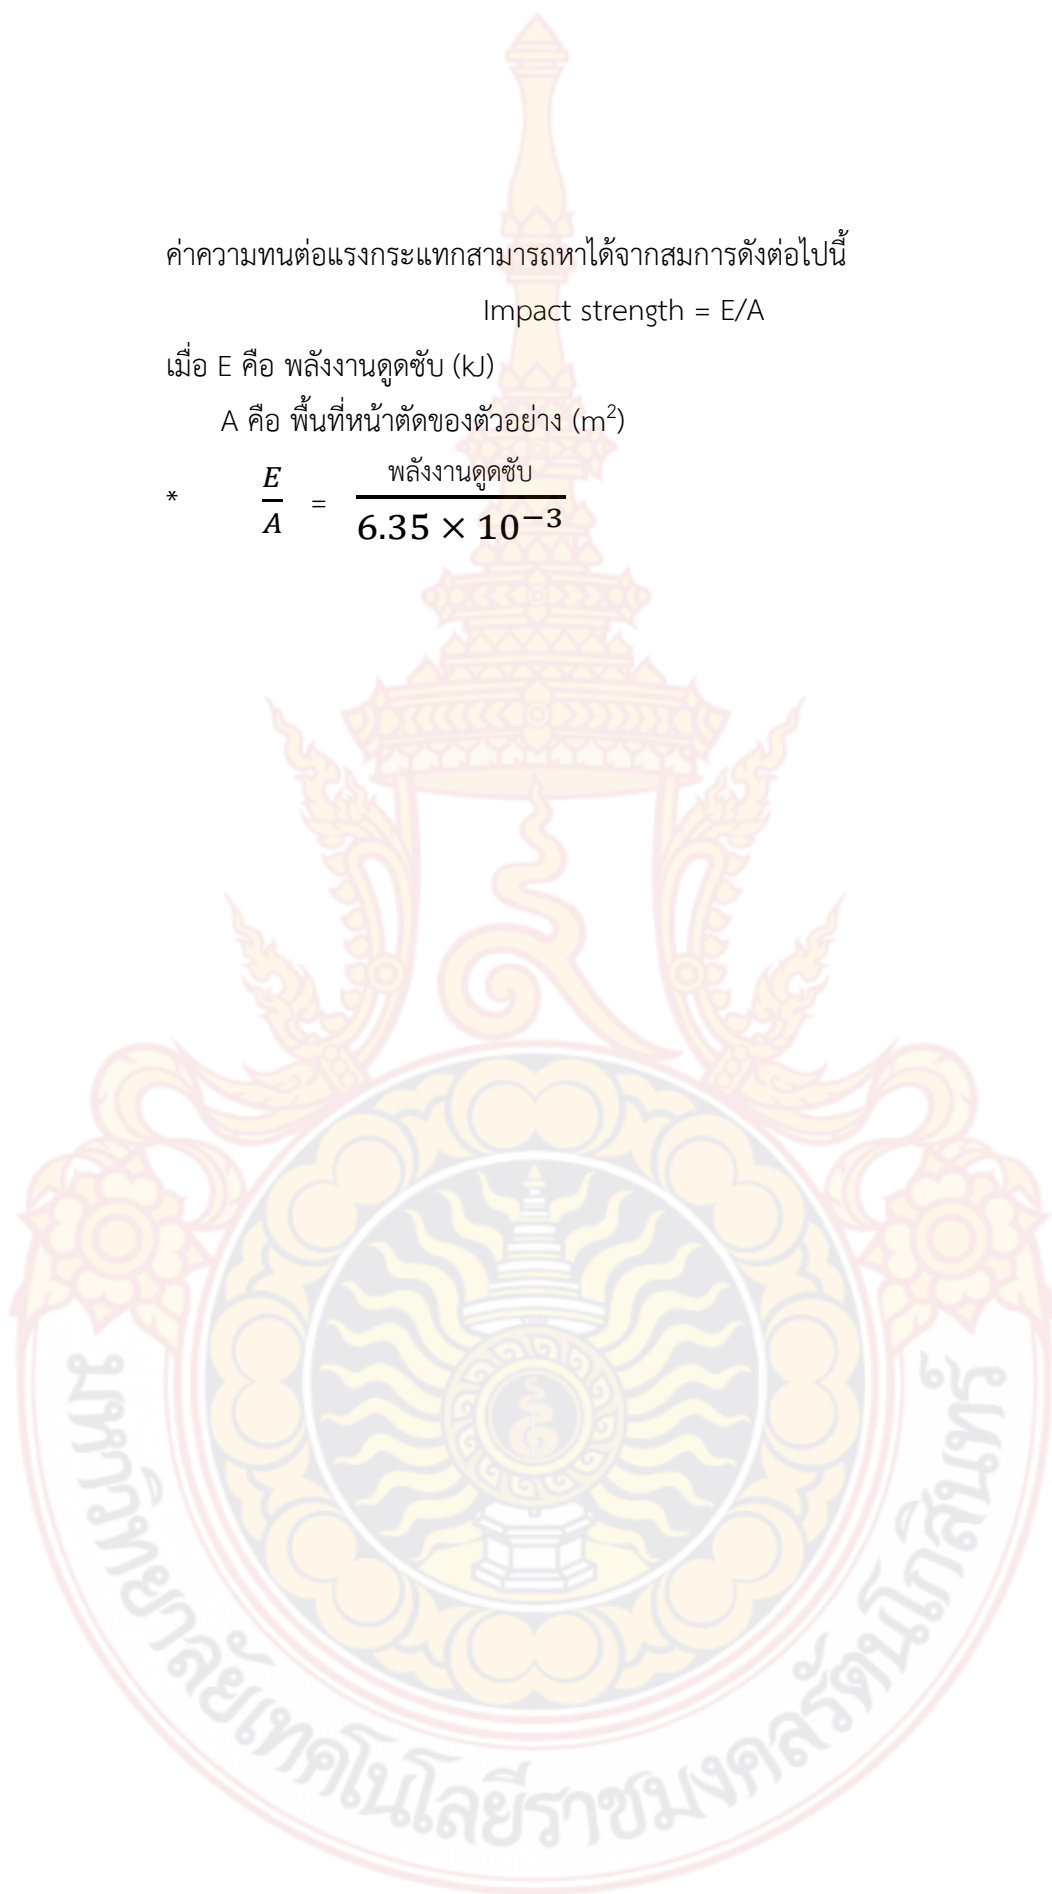 ค่าความทนต่อแรงกระแทกสามารถหาได้จากสมการดังต่อไปนี้
Impact strength = E/A
เมื่อ E คือ พลังงานดูดซับ (kJ)
A คือ พื้นที่หน้าตัดของตัวอย่าง (m²)
* E/A = พลังงานดูดซับ/6.35 × 10⁻³
มหาวิทยาลัยเทคโนโลยีราชมงคลรัตนโกสินทร์